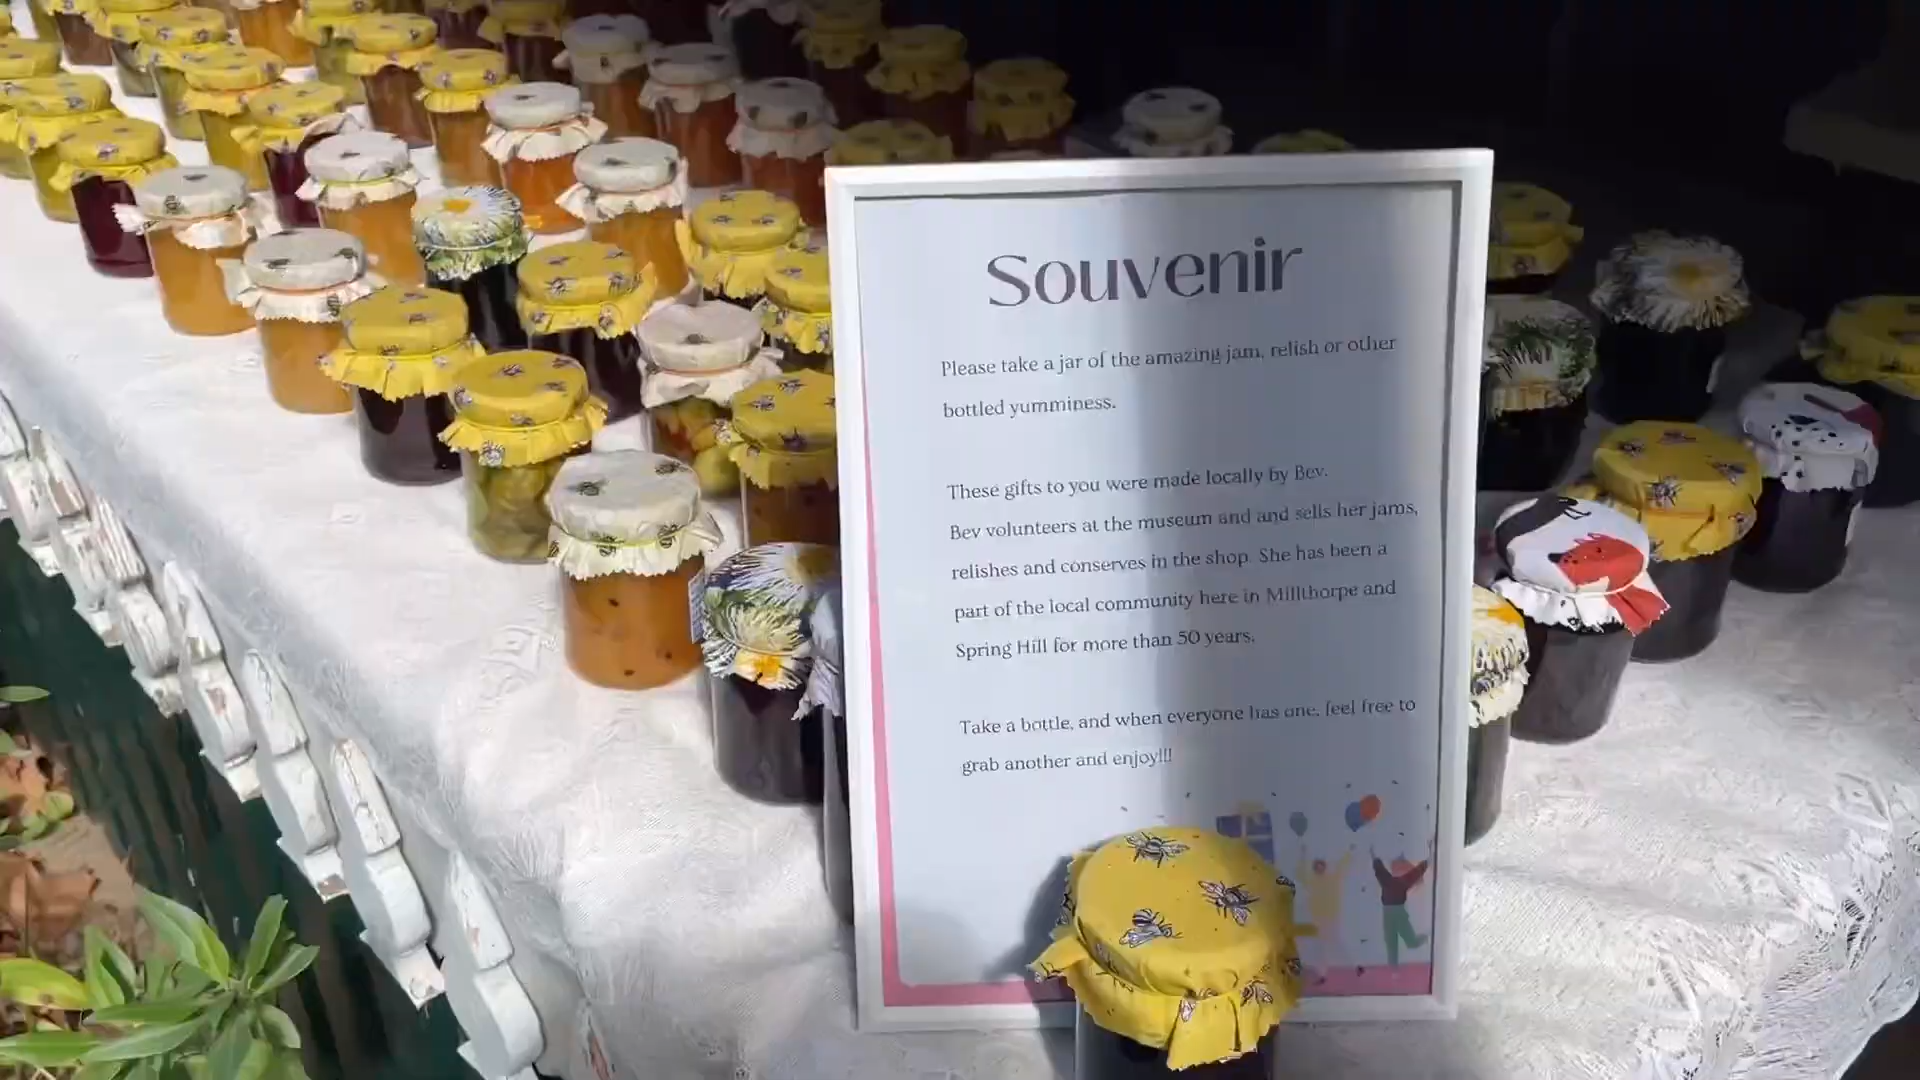 Souvenir
Please take a jar of the amazing jam, relish or other
bottled yumminess.
These gifts to you were made locally by Bev.
Bev volunteers at the museum and and sells her jams,
relishes and conserves in the shop. She has been a
part of the local community here in Millthorpe and
Spring Hill for more than 50 years.
Take a bottle, and when everyone has one, feel free to
grab another and enjoy!!!